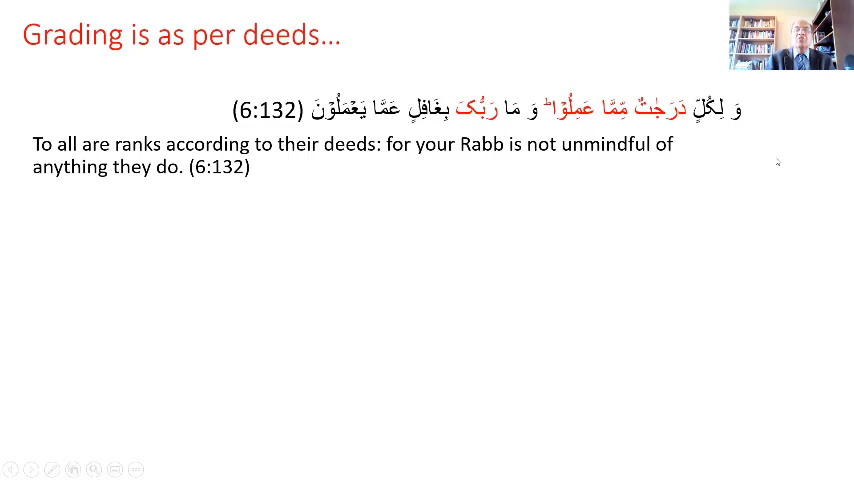 Grading is as per deeds...
وَ لِکُلٍّ دَرَجٰتٌ مِّمَّا عَمِلُوۡا ؕ وَ مَا رَبُّکَ بِغَافِلٍ عَمَّا یَعۡمَلُوۡنَ (6:132)
To all are ranks according to their deeds: for your Rabb is not unmindful of
anything they do. (6:132)